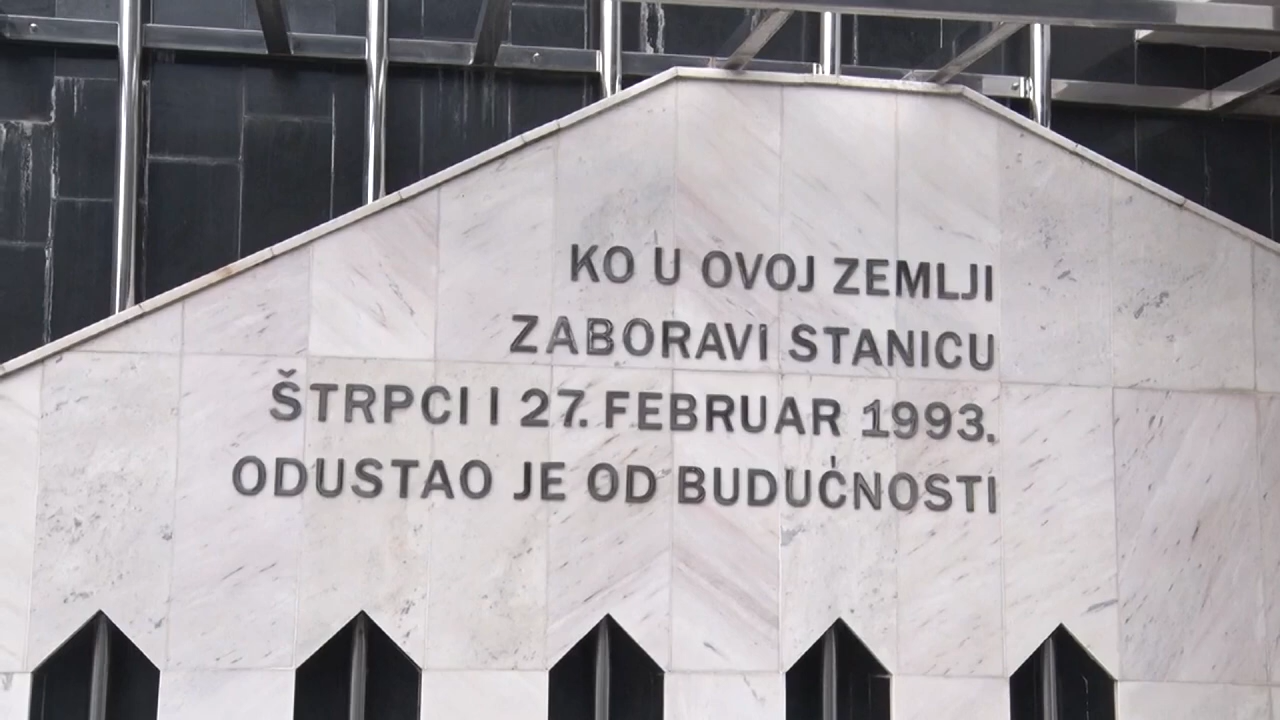 KO U OVOJ ZEMLJI
ZABORAVI STANICU
ŠTRPCI I 27. FEBRUAR 1993.
ODUSTAO JE OD BUDUĆNOSTI